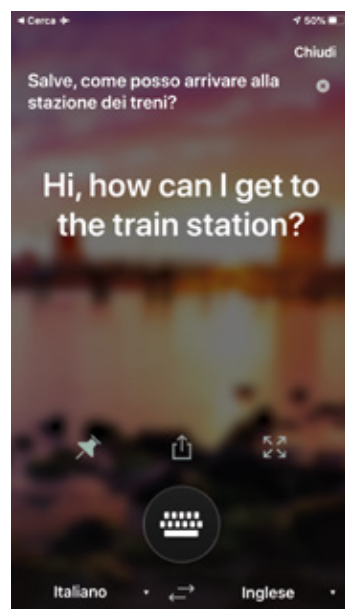 Cerca
50%
Chiudi
Salve, come posso arrivare alla
stazione dei treni?
Hi, how can I get to
the train station?
Italiano
Inglese